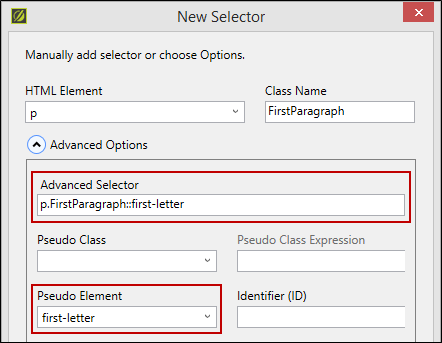 New Selector
Manually add selector or choose Options.
HTML Element
Class Name
p
FirstParagraph
Advanced Options
Advanced Selector
p.FirstParagraph::first-letter
Pseudo Class
Pseudo Class Expression
Pseudo Element
Identifier (ID)
first-letter